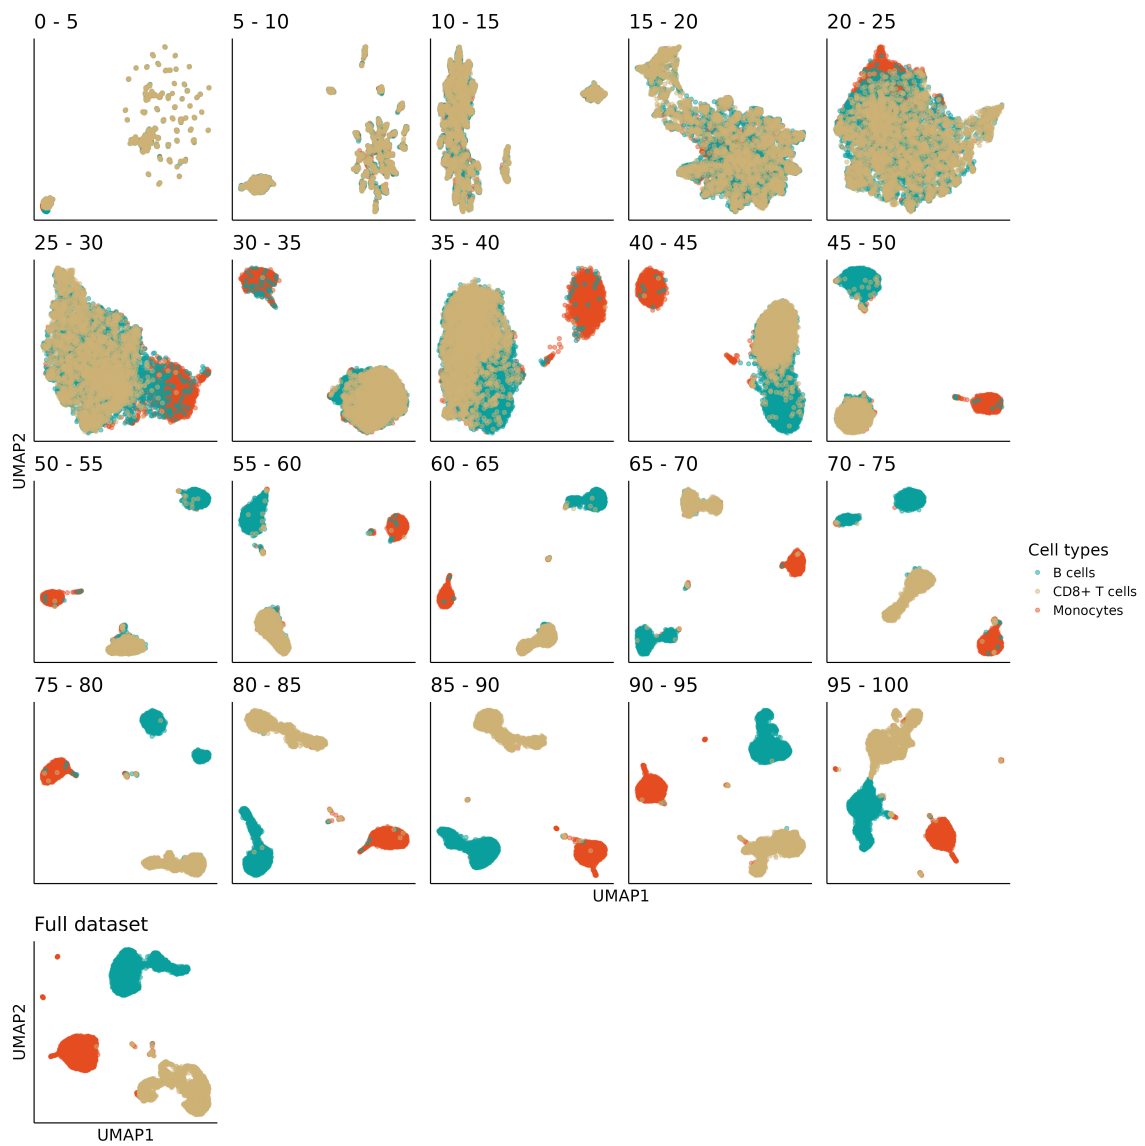 0 - 5
5 - 10
10 - 15
15 - 20
20 - 25
25 - 30
30 - 35
35 - 40
40 - 45
45 - 50
UMAP2
50 - 55
55 - 60
60 - 65
65 - 70
70 - 75
Cell types
B cells
CD8+ T cells
Monocytes
75 - 80
80 - 85
85 - 90
90 - 95
95 - 100
UMAP1
Full dataset
UMAP2
UMAP1